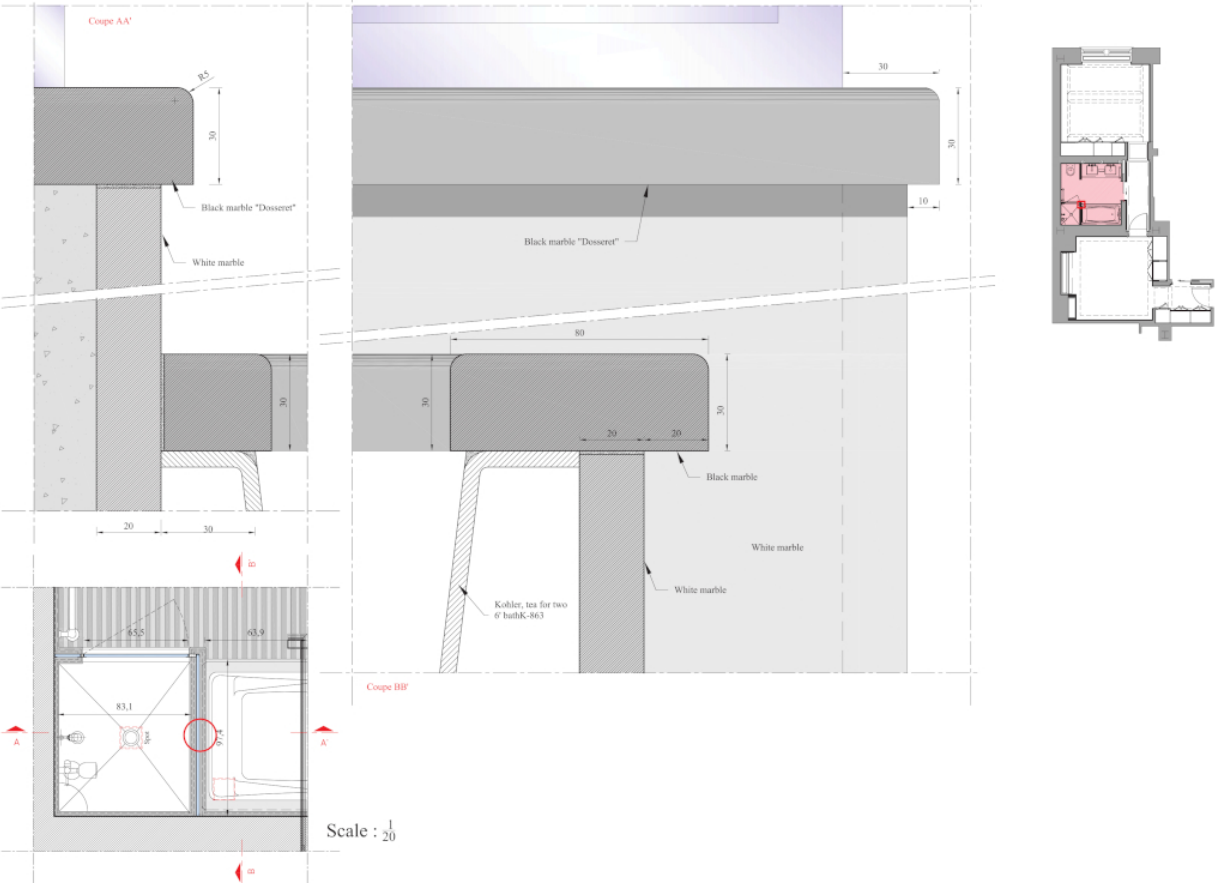 Coupe AA'
R5
30
Black marble "Dosseret"
White marble
30
20
30
30
30
10
Black marble "Dosseret"
80
30
30
20
20
Black marble
White marble
White marble
Kohler, tea for two
6' bathK-863
Coupe BB'
B'
65,5
63,9
83,1
Spot
97,4
A
A'
B
Scale : 1/20